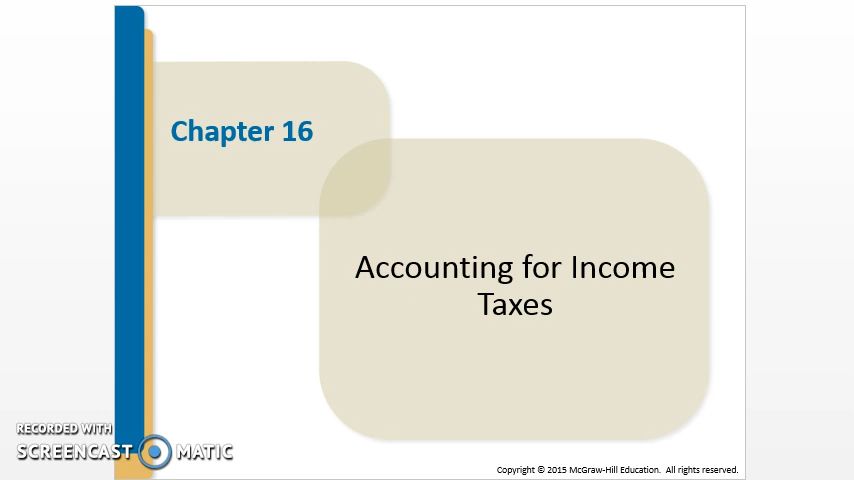 Chapter 16
Accounting for Income
Taxes
RECORDED WITH
SCREENCAST MATIC
Copyright © 2015 McGraw-Hill Education. All rights reserved.